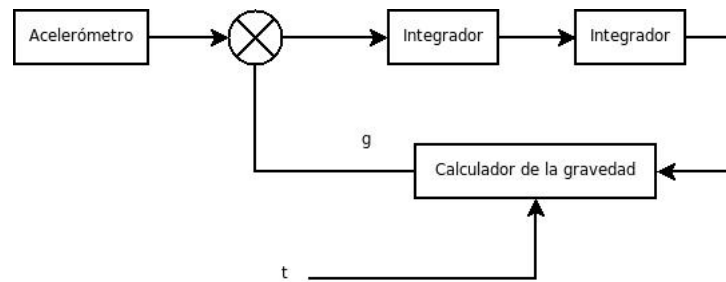 Acelerómetro
Integrador
Integrador
g
Calculador de la gravedad
t